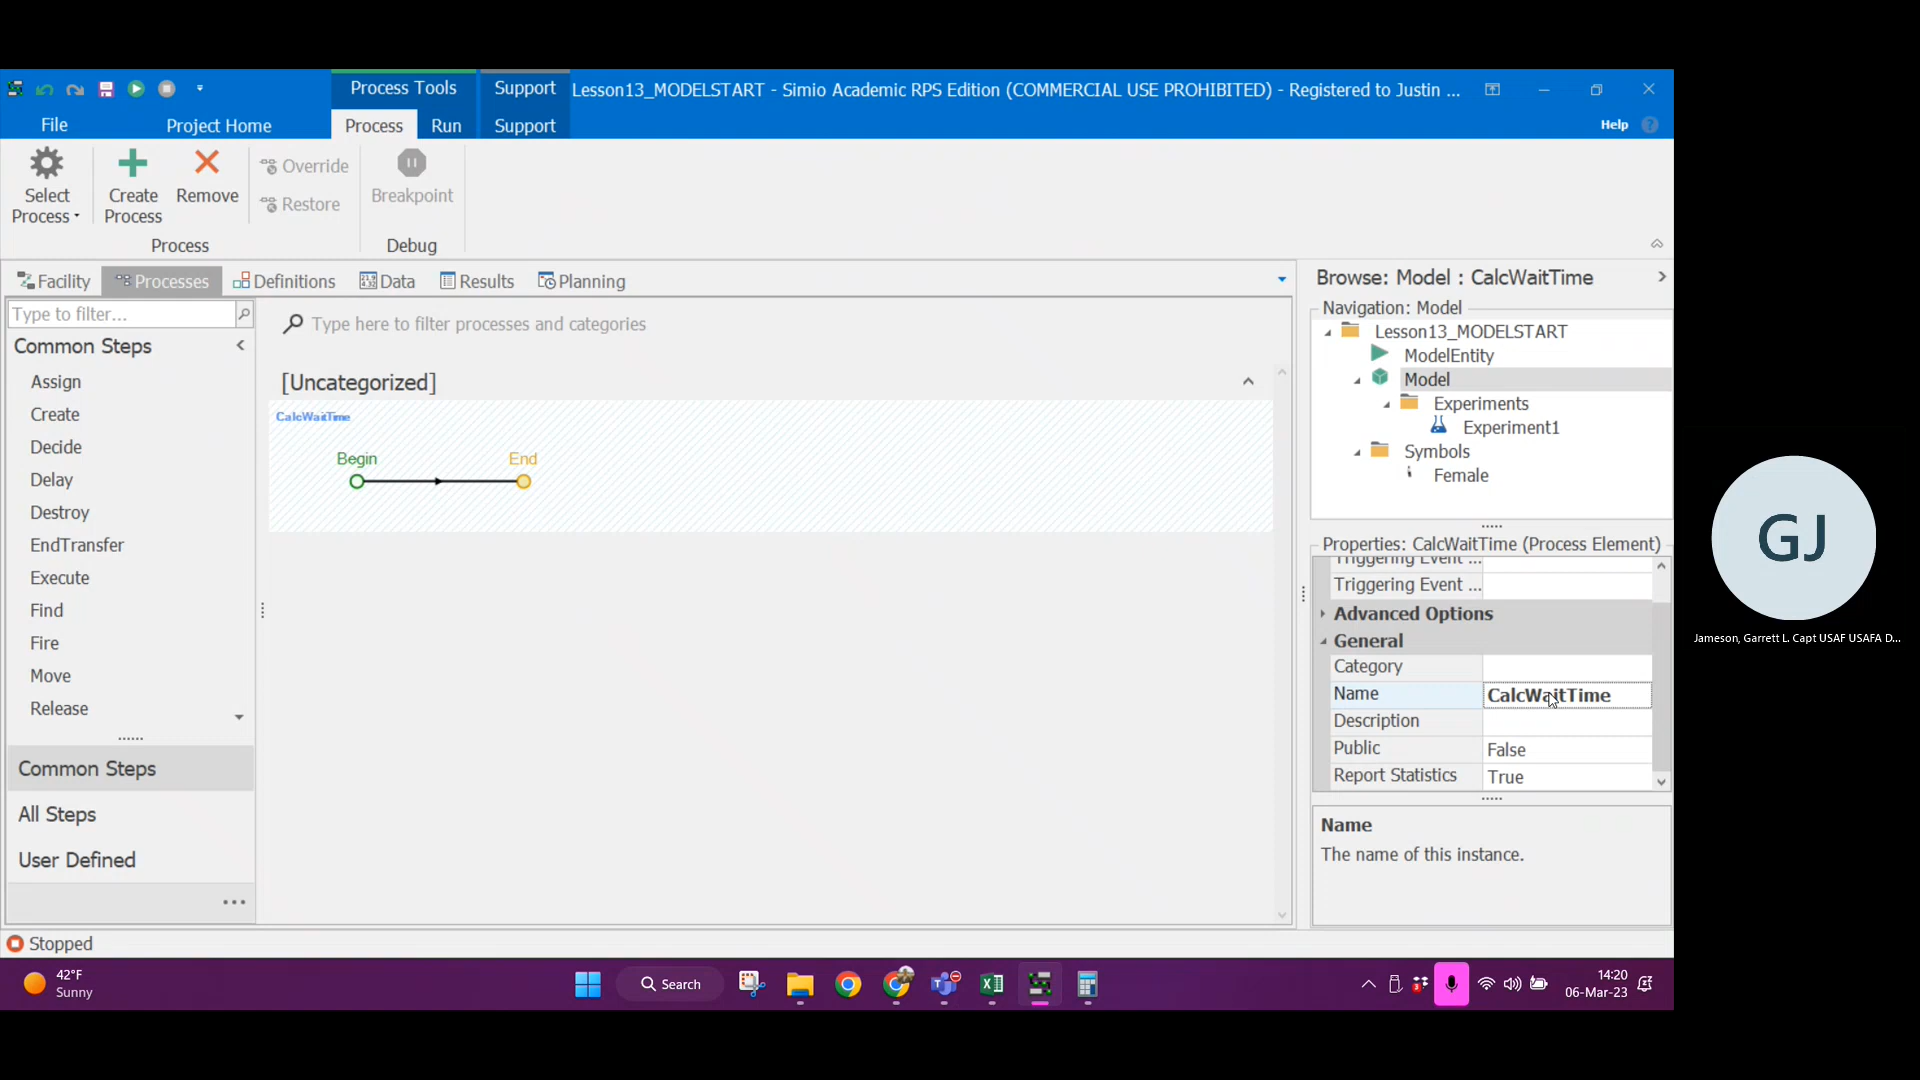 Process Tools
Support
Lesson13_MODELSTART - Simio Academic RPS Edition (COMMERCIAL USE PROHIBITED) - Registered to Justin ...
File
Project Home
Process
Run
Support
Help
Select Process
Create Process
Remove
Override
Restore
Breakpoint
Process
Debug
Facility
Processes
Definitions
Data
Results
Planning
Type to filter...
Common Steps
Assign
Create
Decide
Delay
Destroy
EndTransfer
Execute
Find
Fire
Move
Release
Common Steps
All Steps
User Defined
Type here to filter processes and categories
[Uncategorized]
CalcWaitTime
Begin
End
Browse: Model : CalcWaitTime
Navigation: Model
Lesson13_MODELSTART
ModelEntity
Model
Experiments
Experiment1
Symbols
Female
Properties: CalcWaitTime (Process Element)
Triggering Event ...
Triggering Event ...
Advanced Options
General
Category
Name CalcWaitTime
Description
Public False
Report Statistics True
Name
The name of this instance.
Stopped
42°F
Sunny
Search
14:20
06-Mar-23
GJ
Jameson, Garrett L. Capt USAF USAFA D...